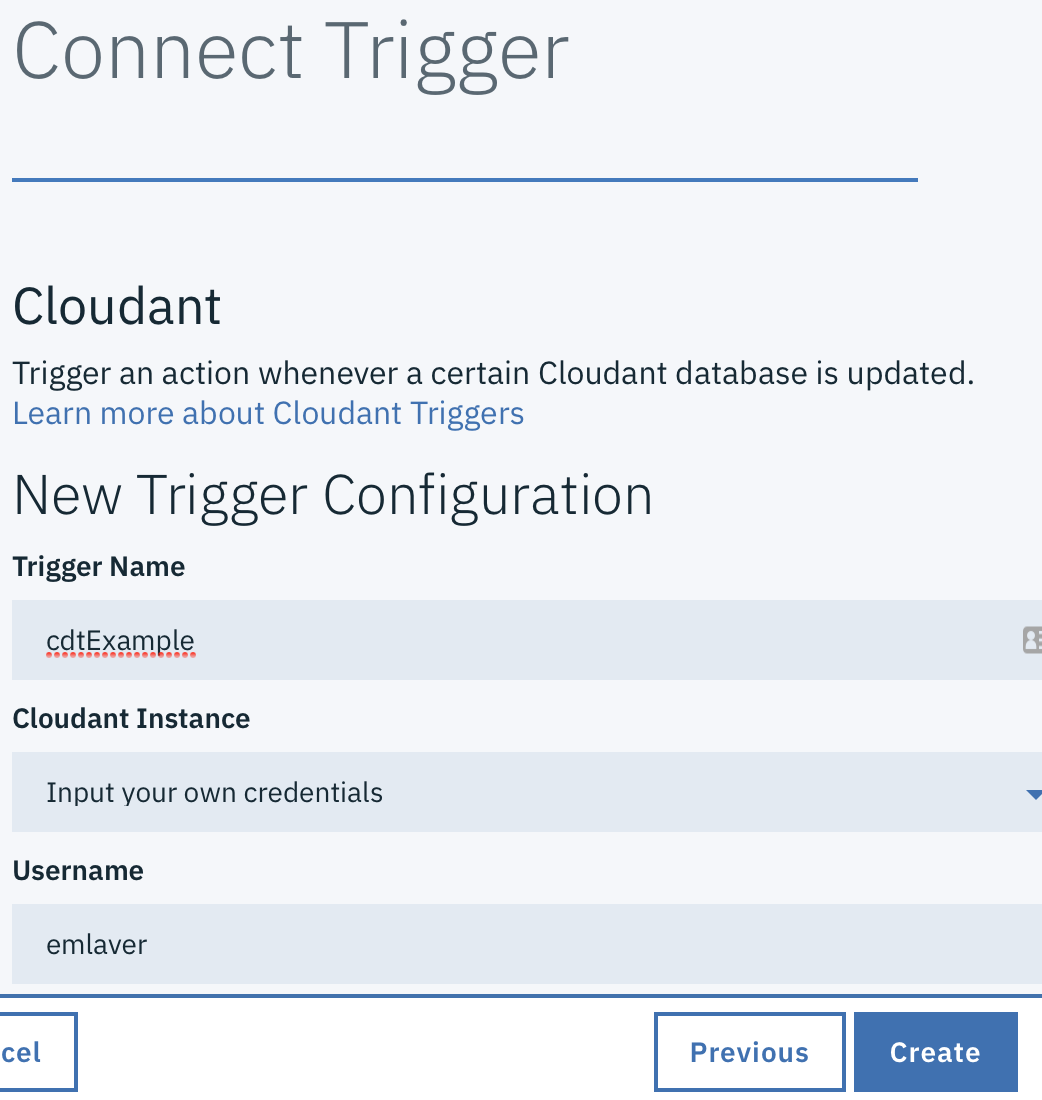 Connect Trigger
Cloudant
Trigger an action whenever a certain Cloudant database is updated.
Learn more about Cloudant Triggers
New Trigger Configuration
Trigger Name
cdtExample
Cloudant Instance
Input your own credentials
Username
emlaver
cel Previous Create